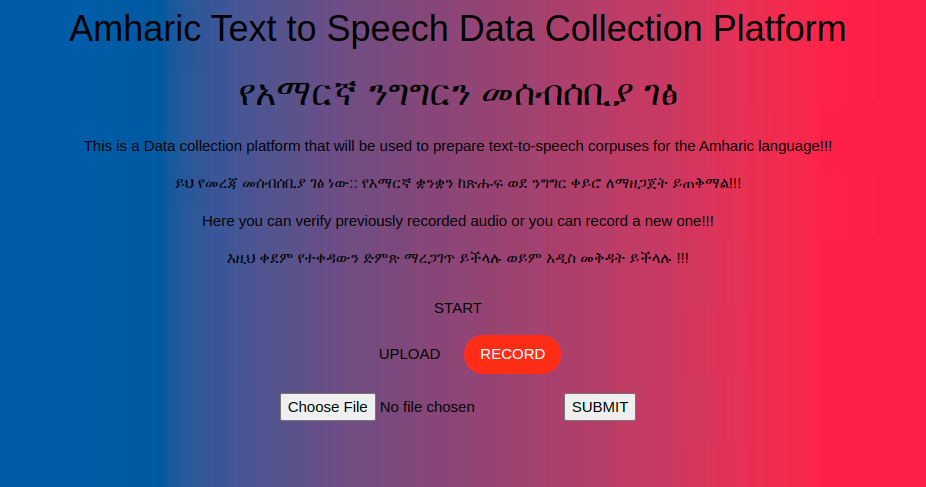 Amharic Text to Speech Data Collection Platform
የአማርኛ ንግግርን መሰብሰቢያ ገፅ
This is a Data collection platform that will be used to prepare text-to-speech corpuses for the Amharic language!!!
ይህ የመረጃ መሰብሰቢያ ገፅ ነው:: የአማርኛ ቋንቋን ከጽሑፍ ወደ ንግግር ቀይሮ ለማዘጋጀት ይጠቅማል!!!
Here you can verify previously recorded audio or you can record a new one!!!
እዚህ ቀደም የተቀዳውን ድምጽ ማረጋገጥ ይችላሉ ወይም አዲስ መቅዳት ይችላሉ !!!
START
UPLOAD RECORD
Choose File No file chosen SUBMIT